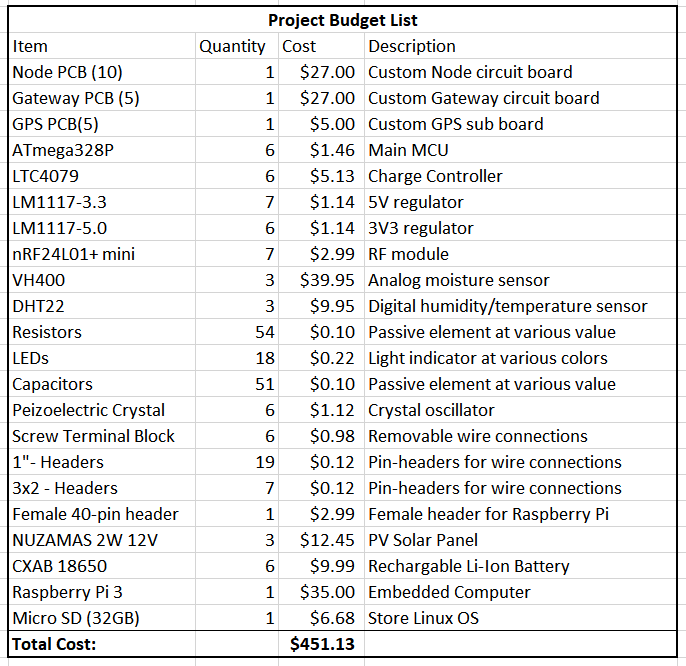 Project Budget List
Item Quantity Cost Description
Node PCB (10) 1 $27.00 Custom Node circuit board
Gateway PCB (5) 1 $27.00 Custom Gateway circuit board
GPS PCB(5) 1 $5.00 Custom GPS sub board
ATmega328P 6 $1.46 Main MCU
LTC4079 6 $5.13 Charge Controller
LM1117-3.3 7 $1.14 5V regulator
LM1117-5.0 6 $1.14 3V3 regulator
nRF24L01+ mini 7 $2.99 RF module
VH400 3 $39.95 Analog moisture sensor
DHT22 3 $9.95 Digital humidity/temperature sensor
Resistors 54 $0.10 Passive element at various value
LEDs 18 $0.22 Light indicator at various colors
Capacitors 51 $0.10 Passive element at various value
Peizoelectric Crystal 6 $1.12 Crystal oscillator
Screw Terminal Block 6 $0.98 Removable wire connections
1"- Headers 19 $0.12 Pin-headers for wire connections
3x2 - Headers 7 $0.12 Pin-headers for wire connections
Female 40-pin header 1 $2.99 Female header for Raspberry Pi
NUZAMAS 2W 12V 3 $12.45 PV Solar Panel
CXAB 18650 6 $9.99 Rechargable Li-Ion Battery
Raspberry Pi 3 1 $35.00 Embedded Computer
Micro SD (32GB) 1 $6.68 Store Linux OS
Total Cost: $451.13